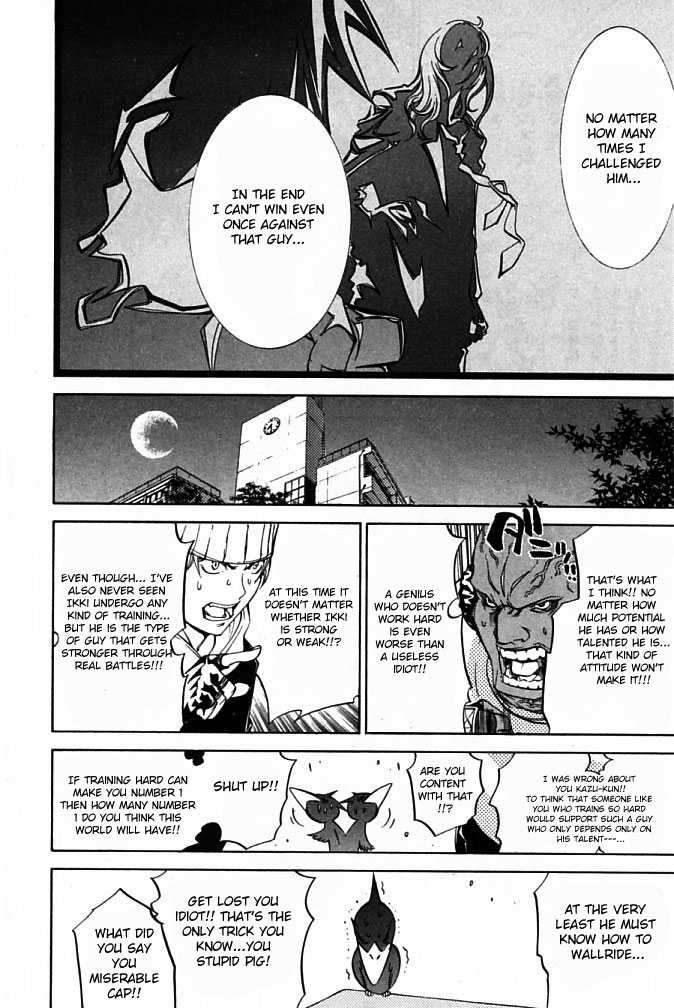 NO MATTER
HOW MANY
TIMES I
CHALLENGED
HIM...
IN THE END
I CAN'T WIN EVEN
ONCE AGAINST
THAT GUY...
ダニッ
THAT'S WHAT
I THINK!! NO
MATTER HOW
MUCH POTENTIAL
HE HAS OR HOW
TALENTED HE IS...
THAT KIND OF
ATTITUDE WON'T
MAKE IT!!!
A GENIUS
WHO DOESN'T
WORK HARD
IS EVEN
WORSE THAN
A USELESS
IDIOT!!
AT THIS TIME IT
DOESN'T MATTER
WHETHER IKKI
IS STRONG
OR WEAK!!?
EVEN
THOUGH... I'VE
ALSO NEVER SEEN
IKKI UNDERGO ANY
KIND OF TRAINING...
BUT HE IS THE TYPE
OF GUY THAT GETS
STRONGER THROUGH
REAL BATTLES!!!
I WAS WRONG ABOUT
YOU KAZU-KUN!!
TO THINK THAT SOMEONE LIKE
YOU WHO TRAINS SO HARD
WOULD SUPPORT SUCH A GUY
WHO ONLY DEPENDS ONLY ON
HIS TALENT---...
ARE YOU
CONTENT
WITH THAT
!!?
SHUT UP!!
IF TRAINING HARD CAN
MAKE YOU NUMBER 1
THEN HOW MANY NUMBER
1 DO YOU THINK THIS
WORLD WILL HAVE!!
AT THE VERY
LEAST HE MUST
KNOW HOW TO
WALLRIDE...
GET LOST YOU
IDIOT!! THAT'S THE
ONLY TRICK YOU
KNOW...YOU
STUPID PIG!
WHAT DID
YOU SAY
YOU
MISERABLE
CAP!!